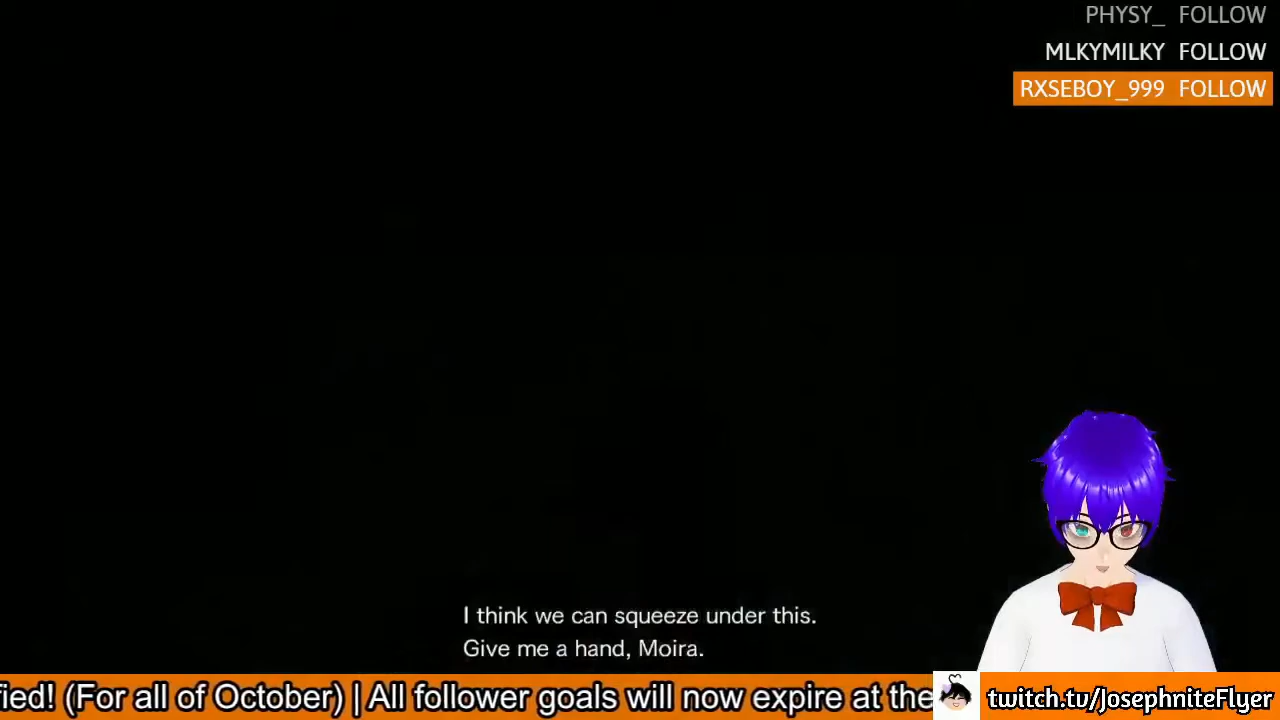 PHYSY_ FOLLOW
MLKYMILKY FOLLOW
RXSEBOY_999 FOLLOW
I think we can squeeze under this.
Give me a hand, Moira.
fied! (For all of October) | All follower goals will now expire at the
twitch.tv/JosephniteFlyer